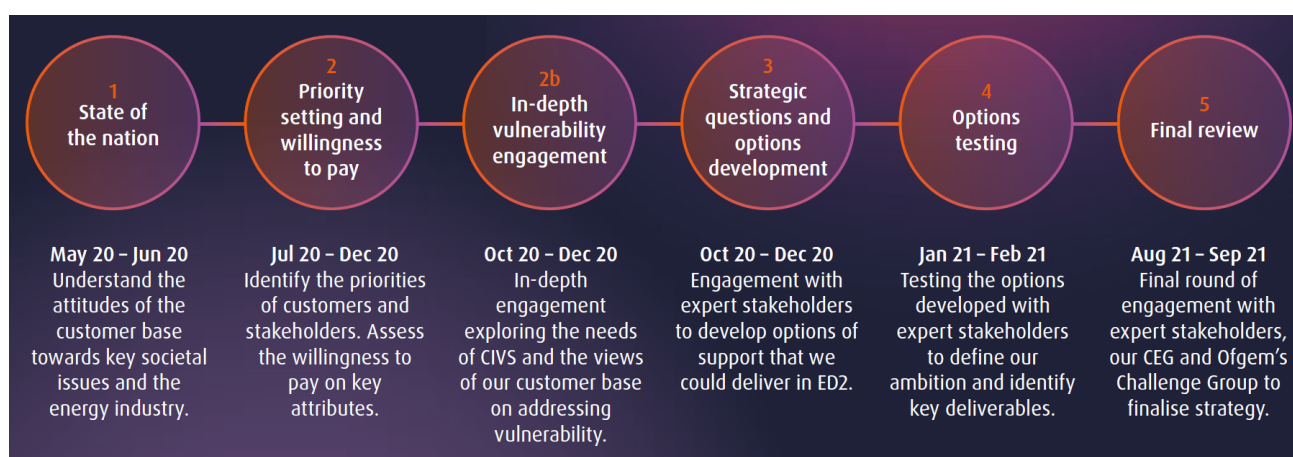 1
State of
the nation
2
Priority
setting and
willingness
to pay
2b
In-depth
vulnerability
engagement
3
Strategic
questions and
options
development
4
Options
testing
5
Final review
May 20 – Jun 20
Understand the
attitudes of the
customer base
towards key societal
issues and the
energy industry.
Jul 20 – Dec 20
Identify the priorities
of customers and
stakeholders. Assess
the willingness to
pay on key
attributes.
Oct 20 – Dec 20
In-depth
engagement
exploring the needs
of CIVS and the views
of our customer base
on addressing
vulnerability.
Oct 20 – Dec 20
Engagement with
expert stakeholders
to develop options of
support that we
could deliver in ED2.
Jan 21 – Feb 21
Testing the options
developed with
expert stakeholders
to define our
ambition and identify
key deliverables.
Aug 21 – Sep 21
Final round of
engagement with
expert stakeholders,
our CEG and Ofgem's
Challenge Group to
finalise strategy.